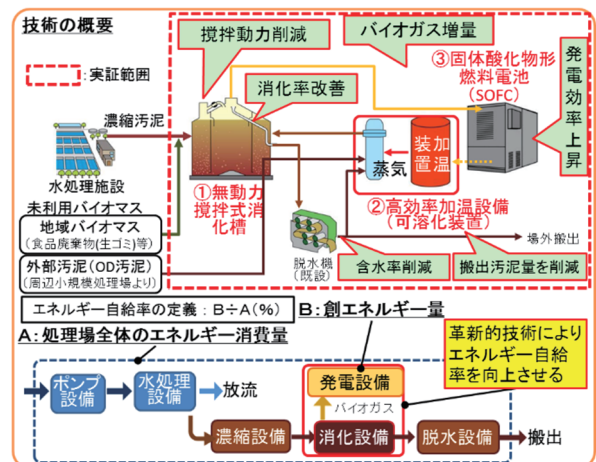 技術の概要
撹拌動力削減
バイオガス増量
:実証範囲
消化率改善
③固体酸化物形
燃料電池
(SOFC)
発電効率上昇
濃縮汚泥
水処理施設
蒸気
加温装置
①無動力
撹拌式消
化槽
②高効率加温設備
(可溶化装置)
未利用バイオマス
地域バイオマス
(食品廃棄物(生ゴミ)等)
外部汚泥(OD汚泥)
(周辺小規模処理場より)
脱水機
(既設)
場外搬出
含水率削減
搬出汚泥量を削減
エネルギー自給率の定義:B÷A(%)
B:創エネルギー量
A:処理場全体のエネルギー消費量
革新的技術により
エネルギー自給
率を向上させる
ポンプ
設備
水処理
設備
放流
発電設備
バイオガス
濃縮設備
消化設備
脱水設備
搬出